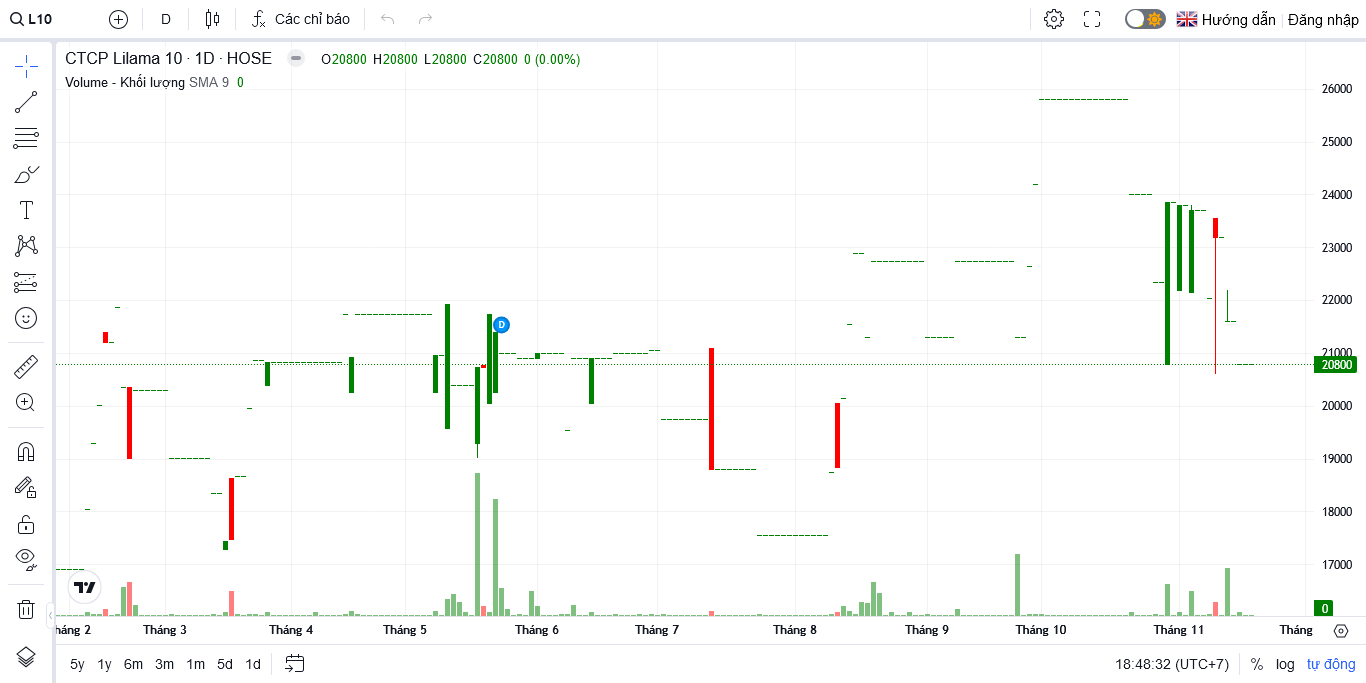 L10 D Các chỉ báo Hướng dẫn Đăng nhập
CTCP Lilama 10 · 1D · HOSE O20800 H20800 L20800 C20800 0 (0.00%)
Volume - Khối lượng SMA 9 0
26000
25000
24000
23000
22000
D
21000
20800
20000
19000
18000
17000
0
háng 2 Tháng 3 Tháng 4 Tháng 5 Tháng 6 Tháng 7 Tháng 8 Tháng 9 Tháng 10 Tháng 11 Tháng
5y 1y 6m 3m 1m 5d 1d 18:48:32 (UTC+7) % log tự động